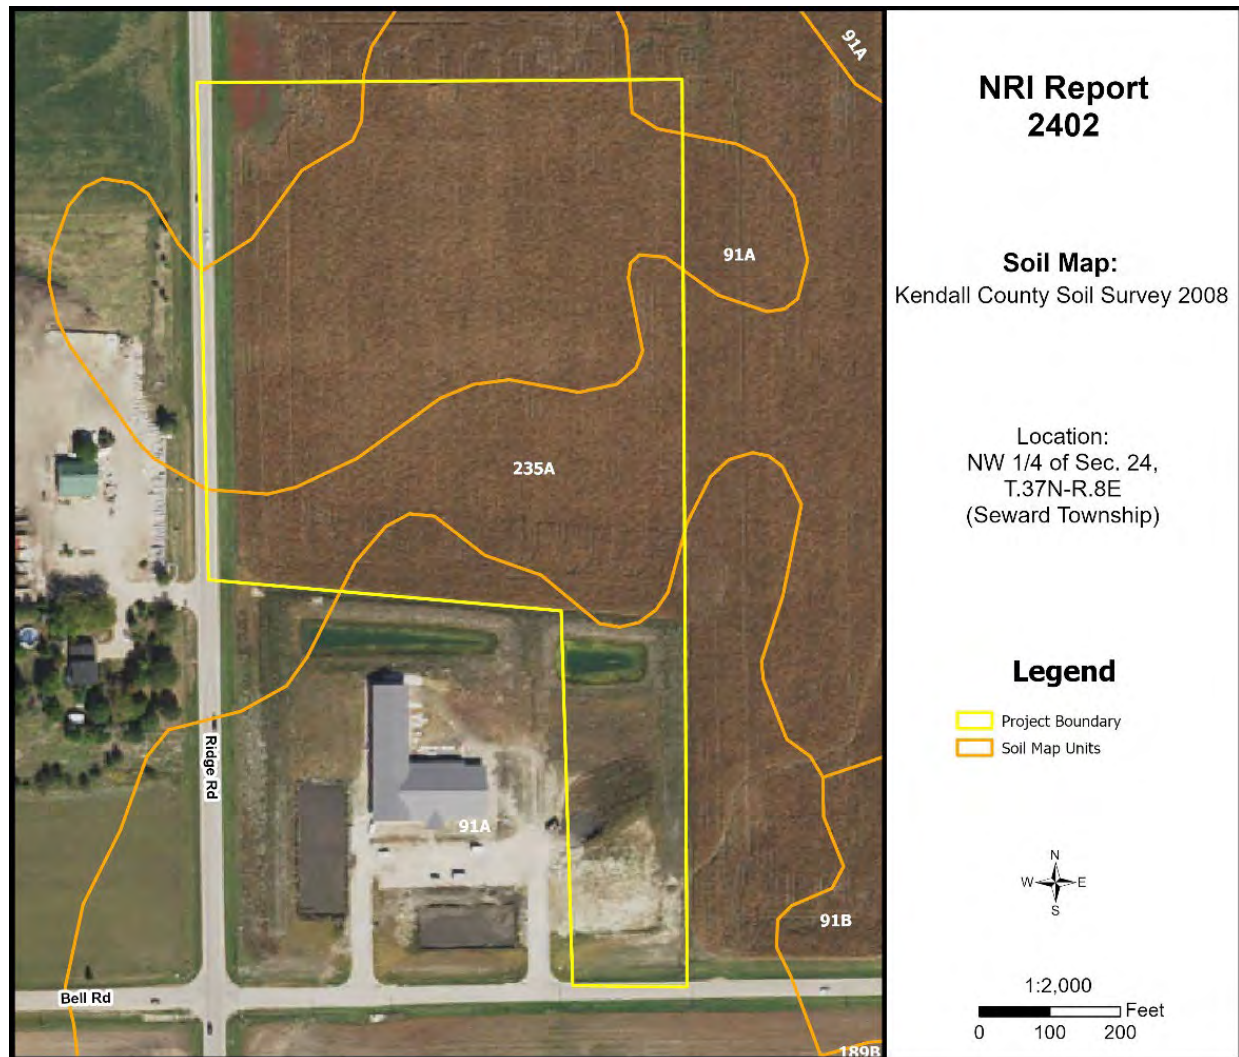 91A
91A
235A
Ridge Rd
91A
91B
Bell Rd
189B
NRI Report
2402
Soil Map:
Kendall County Soil Survey 2008
Location:
NW 1/4 of Sec. 24,
T.37N-R.8E
(Seward Township)
Legend
Project Boundary
Soil Map Units
N
W E
S
1:2,000
Feet
0 100 200